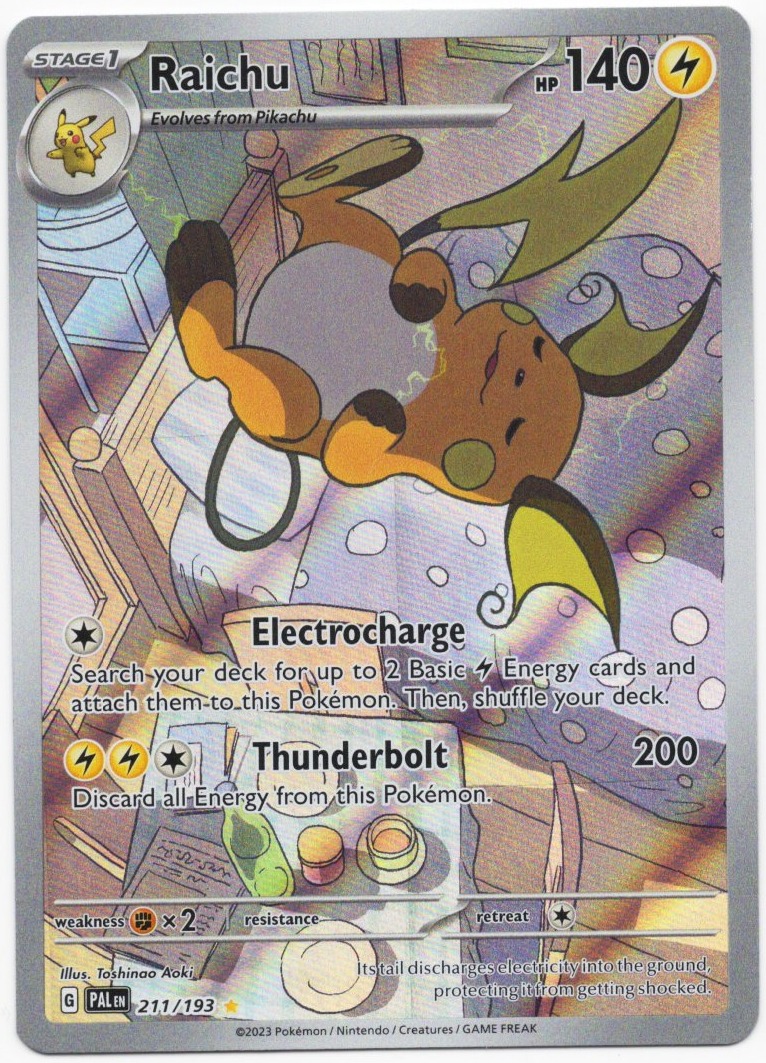 STAGE1
Raichu
HP 140
Evolves from Pikachu
Electrocharge
Search your deck for up to 2 Basic Energy cards and
attach them to this Pokémon. Then, shuffle your deck.
Thunderbolt 200
Discard all Energy from this Pokémon.
weakness ×2 resistance retreat
Illus. Toshinao Aoki
Its tail discharges electricity into the ground,
protecting it from getting shocked.
G PAL EN 211/193
©2023 Pokémon / Nintendo / Creatures / GAME FREAK